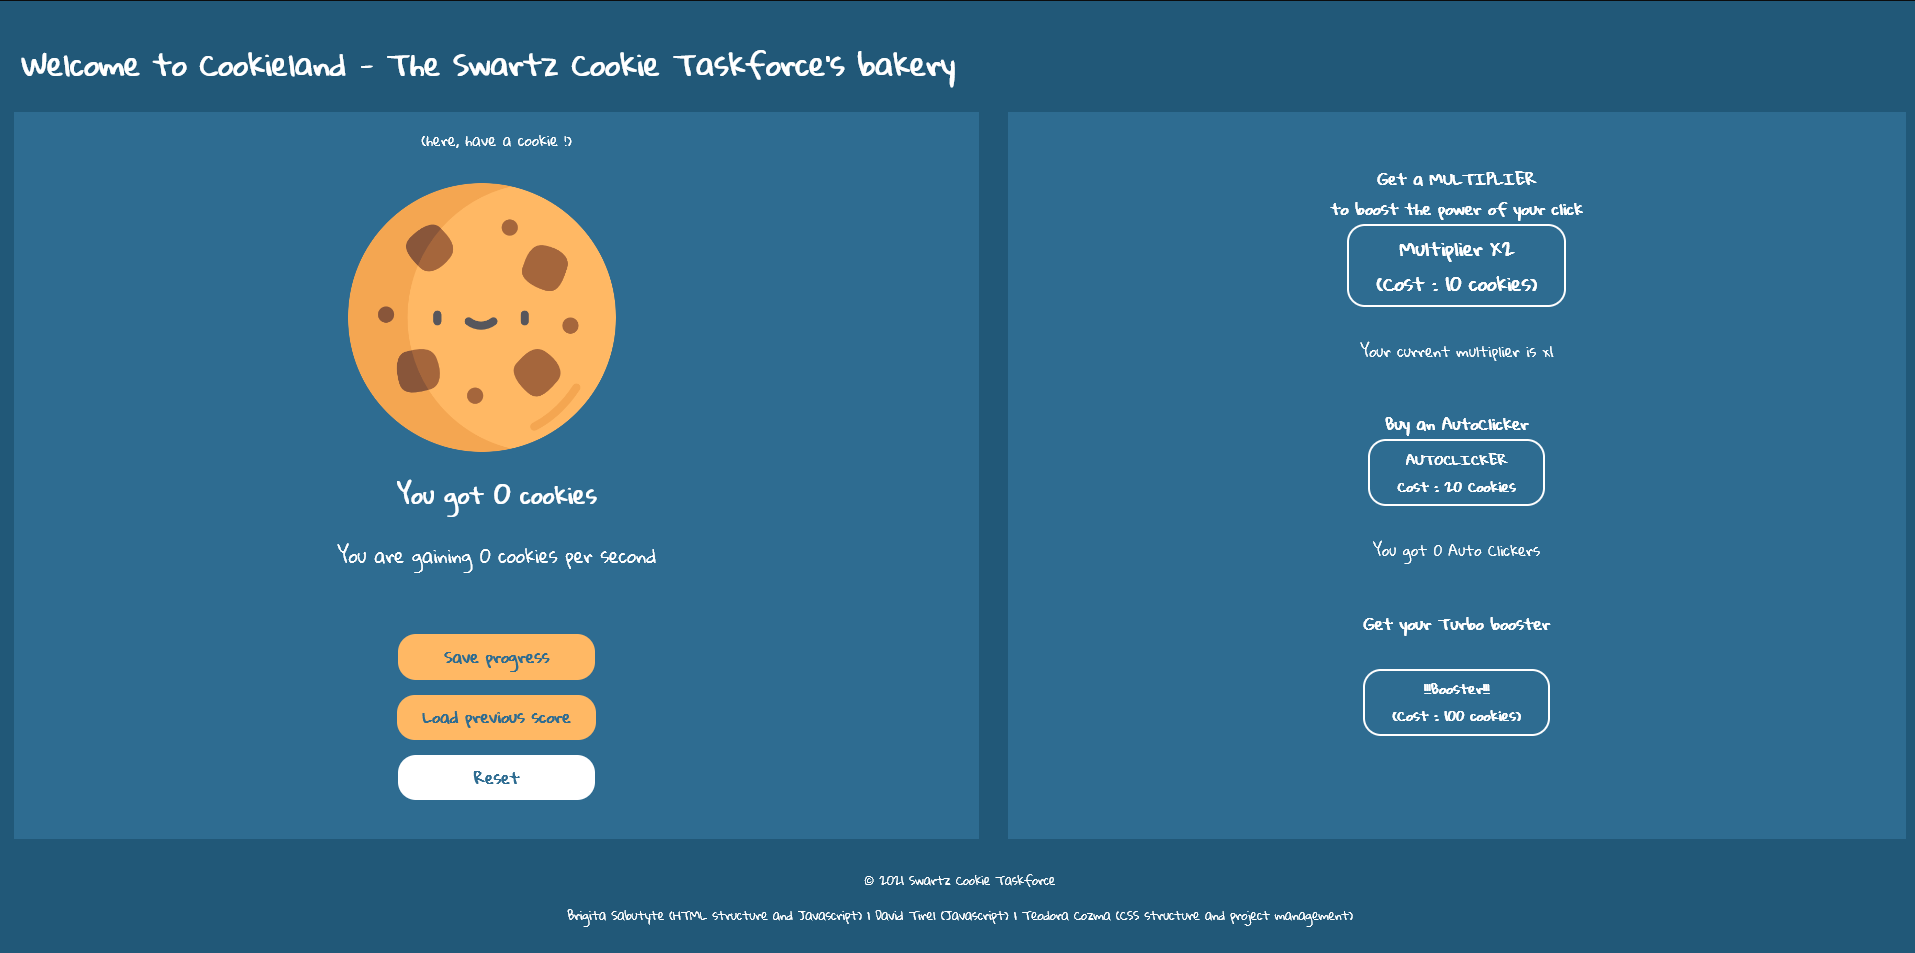 Welcome to Cookieland - The Swartz Cookie Taskforce's bakery
(here, have a cookie !)
You got 0 cookies
You are gaining 0 cookies per second
Save progress
Load previous score
Reset
Get a MULTIPLIER
to boost the power of your click
Multiplier X2
(Cost : 10 cookies)
Your current multiplier is x1
Buy an AutoClicker
AUTOCLICKER
Cost : 20 Cookies
You got 0 Auto Clickers
Get your Turbo booster
!!!Booster!!!
(Cost : 100 cookies)
© 2021 Swartz Cookie Taskforce
Brigita Sabutyte (HTML structure and Javascript) | David Tirel (Javascript) | Teodora Cozma (CSS structure and project management)